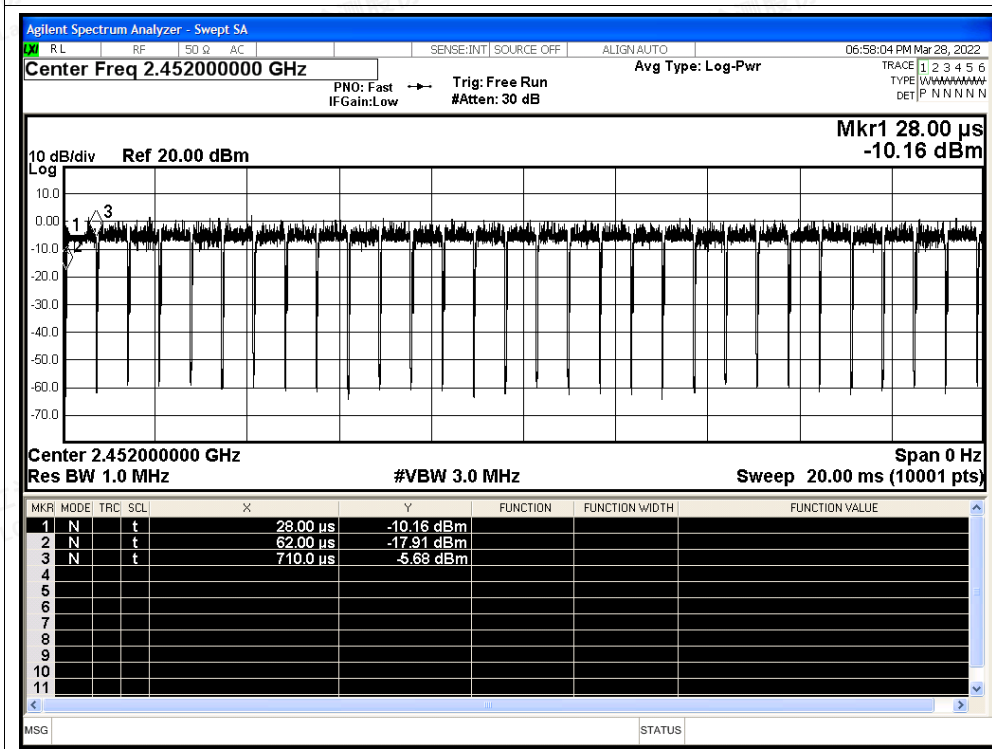 Agilent Spectrum Analyzer - Swept SA
LXI RL RF 50 Ω AC SENSE:INT SOURCE OFF ALIGN AUTO 06:58:04 PM Mar 28, 2022
Center Freq 2.452000000 GHz Avg Type: Log-Pwr TRACE 1 2 3 4 5 6
PNO: Fast Trig: Free Run TYPE
IFGain:Low #Atten: 30 dB DET P N N N N N
Mkr1 28.00 µs
10 dB/div Ref 20.00 dBm -10.16 dBm
Log
10.0
0.00
-10.0
-20.0
-30.0
-40.0
-50.0
-60.0
-70.0
1 2 3
Center 2.452000000 GHz Span 0 Hz
Res BW 1.0 MHz #VBW 3.0 MHz Sweep 20.00 ms (10001 pts)
MKR MODE TRC SCL X Y FUNCTION FUNCTION WIDTH FUNCTION VALUE
1 N t 28.00 µs -10.16 dBm
2 N t 62.00 µs -17.91 dBm
3 N t 710.0 µs -5.68 dBm
4
5
6
7
8
9
10
11
MSG STATUS